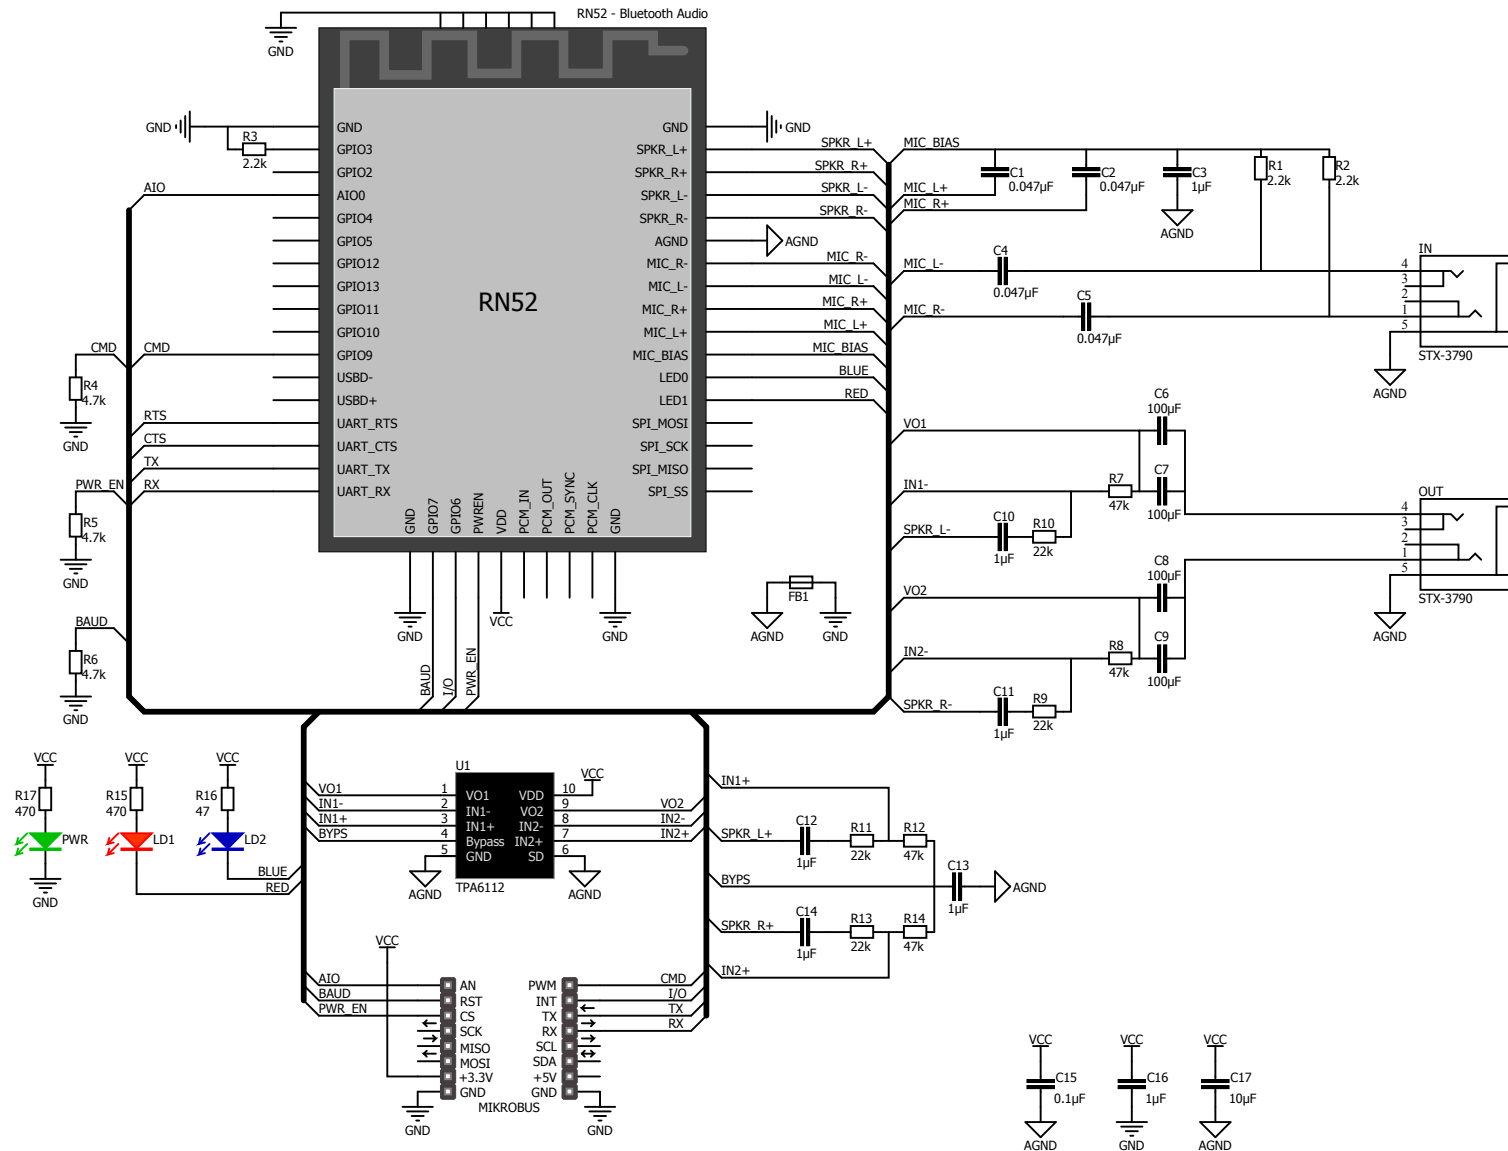 RN52 - Bluetooth Audio
GND
GND
R3
2.2k
AIO
CMD
CMD
R4
4.7k
GND
RTS
CTS
TX
PWR_EN
RX
R5
4.7k
GND
BAUD
R6
4.7k
GND
GND
GPIO3
GPIO2
AIO0
GPIO4
GPIO5
GPIO12
GPIO13
GPIO11
GPIO10
GPIO9
USBD-
USBD+
UART_RTS
UART_CTS
UART_TX
UART_RX
RN52
GND
GPIO7
GPIO6
PWREN
VDD
PCM_IN
PCM_OUT
PCM_SYNC
PCM_CLK
GND
GND
SPKR_L+
SPKR_R+
SPKR_L-
SPKR_R-
AGND
MIC_R-
MIC_L-
MIC_R+
MIC_L+
MIC_BIAS
LED0
LED1
SPI_MOSI
SPI_SCK
SPI_MISO
SPI_SS
GND
SPKR_L+
SPKR_R+
SPKR_L-
SPKR_R-
AGND
MIC_R-
MIC_L-
MIC_R+
MIC_L+
MIC_BIAS
BLUE
RED
GND
VCC
GND
BAUD
I/O
PWR_EN
FB1
AGND
GND
MIC_BIAS
C1
0.047µF
C2
0.047µF
C3
1µF
R1
2.2k
R2
2.2k
MIC_L+
MIC_R+
AGND
MIC_L-
C4
0.047µF
MIC_R-
C5
0.047µF
IN
4
3
2
1
5
STX-3790
AGND
VO1
C6
100µF
IN1-
R7
47k
C7
100µF
SPKR_L-
C10
1µF
R10
22k
OUT
4
3
2
1
5
STX-3790
AGND
VO2
C8
100µF
IN2-
R8
47k
C9
100µF
SPKR_R-
C11
1µF
R9
22k
VCC
R17
470
PWR
GND
VCC
R15
470
LD1
VCC
R16
47
LD2
BLUE
RED
U1
VO1
IN1-
IN1+
BYPS
1
2
3
4
5
VO1
IN1-
IN1+
Bypass
GND
VDD
VO2
IN2-
IN2+
SD
10
9
8
7
6
VCC
VO2
IN2-
IN2+
AGND
TPA6112
AGND
IN1+
SPKR_L+
C12
1µF
R11
22k
R12
47k
BYPS
C13
1µF
AGND
SPKR_R+
C14
1µF
R13
22k
R14
47k
IN2+
VCC
AIO
BAUD
PWR_EN
AN
RST
CS
SCK
MISO
MOSI
+3.3V
GND
PWM
INT
TX
RX
SCL
SDA
+5V
GND
CMD
I/O
TX
RX
MIKROBUS
GND
GND
VCC
C15
0.1µF
AGND
VCC
C16
1µF
GND
VCC
C17
10µF
AGND